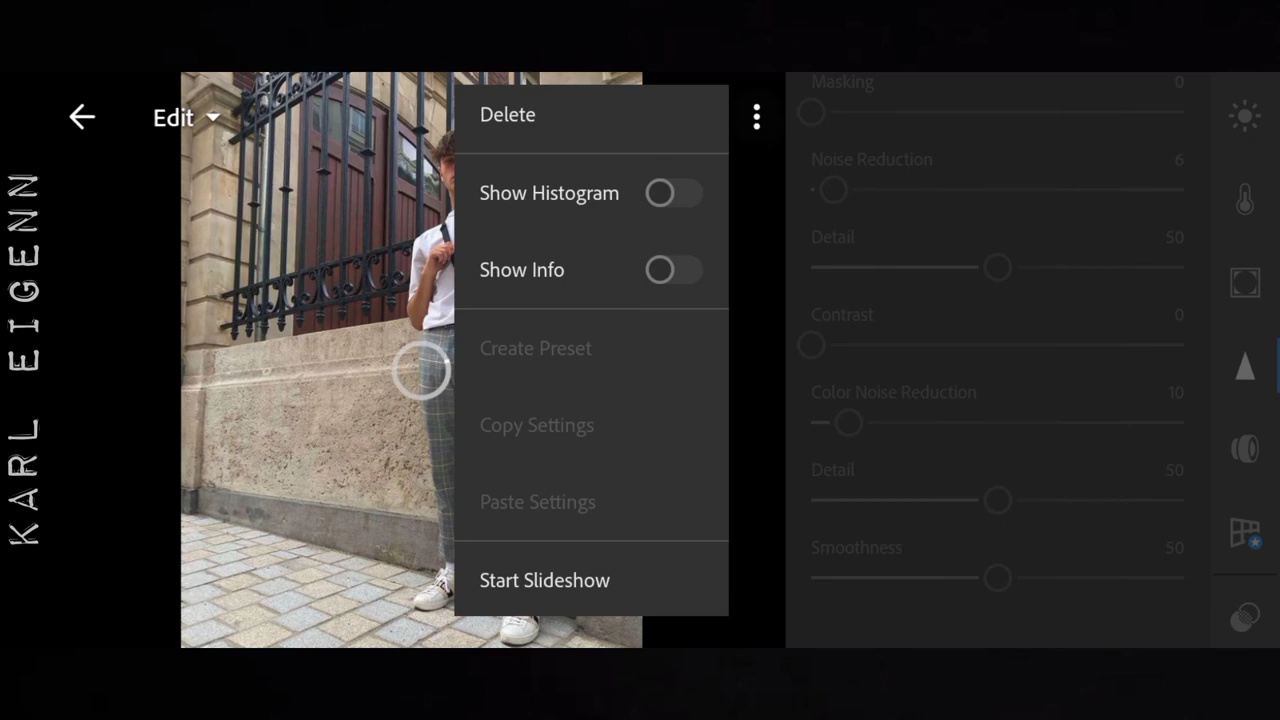 KARL EIGENN
Edit
Delete
Show Histogram
Show Info
Create Preset
Copy Settings
Paste Settings
Start Slideshow
Masking 0
Noise Reduction 6
Detail 50
Contrast 0
Color Noise Reduction 10
Detail 50
Smoothness 50